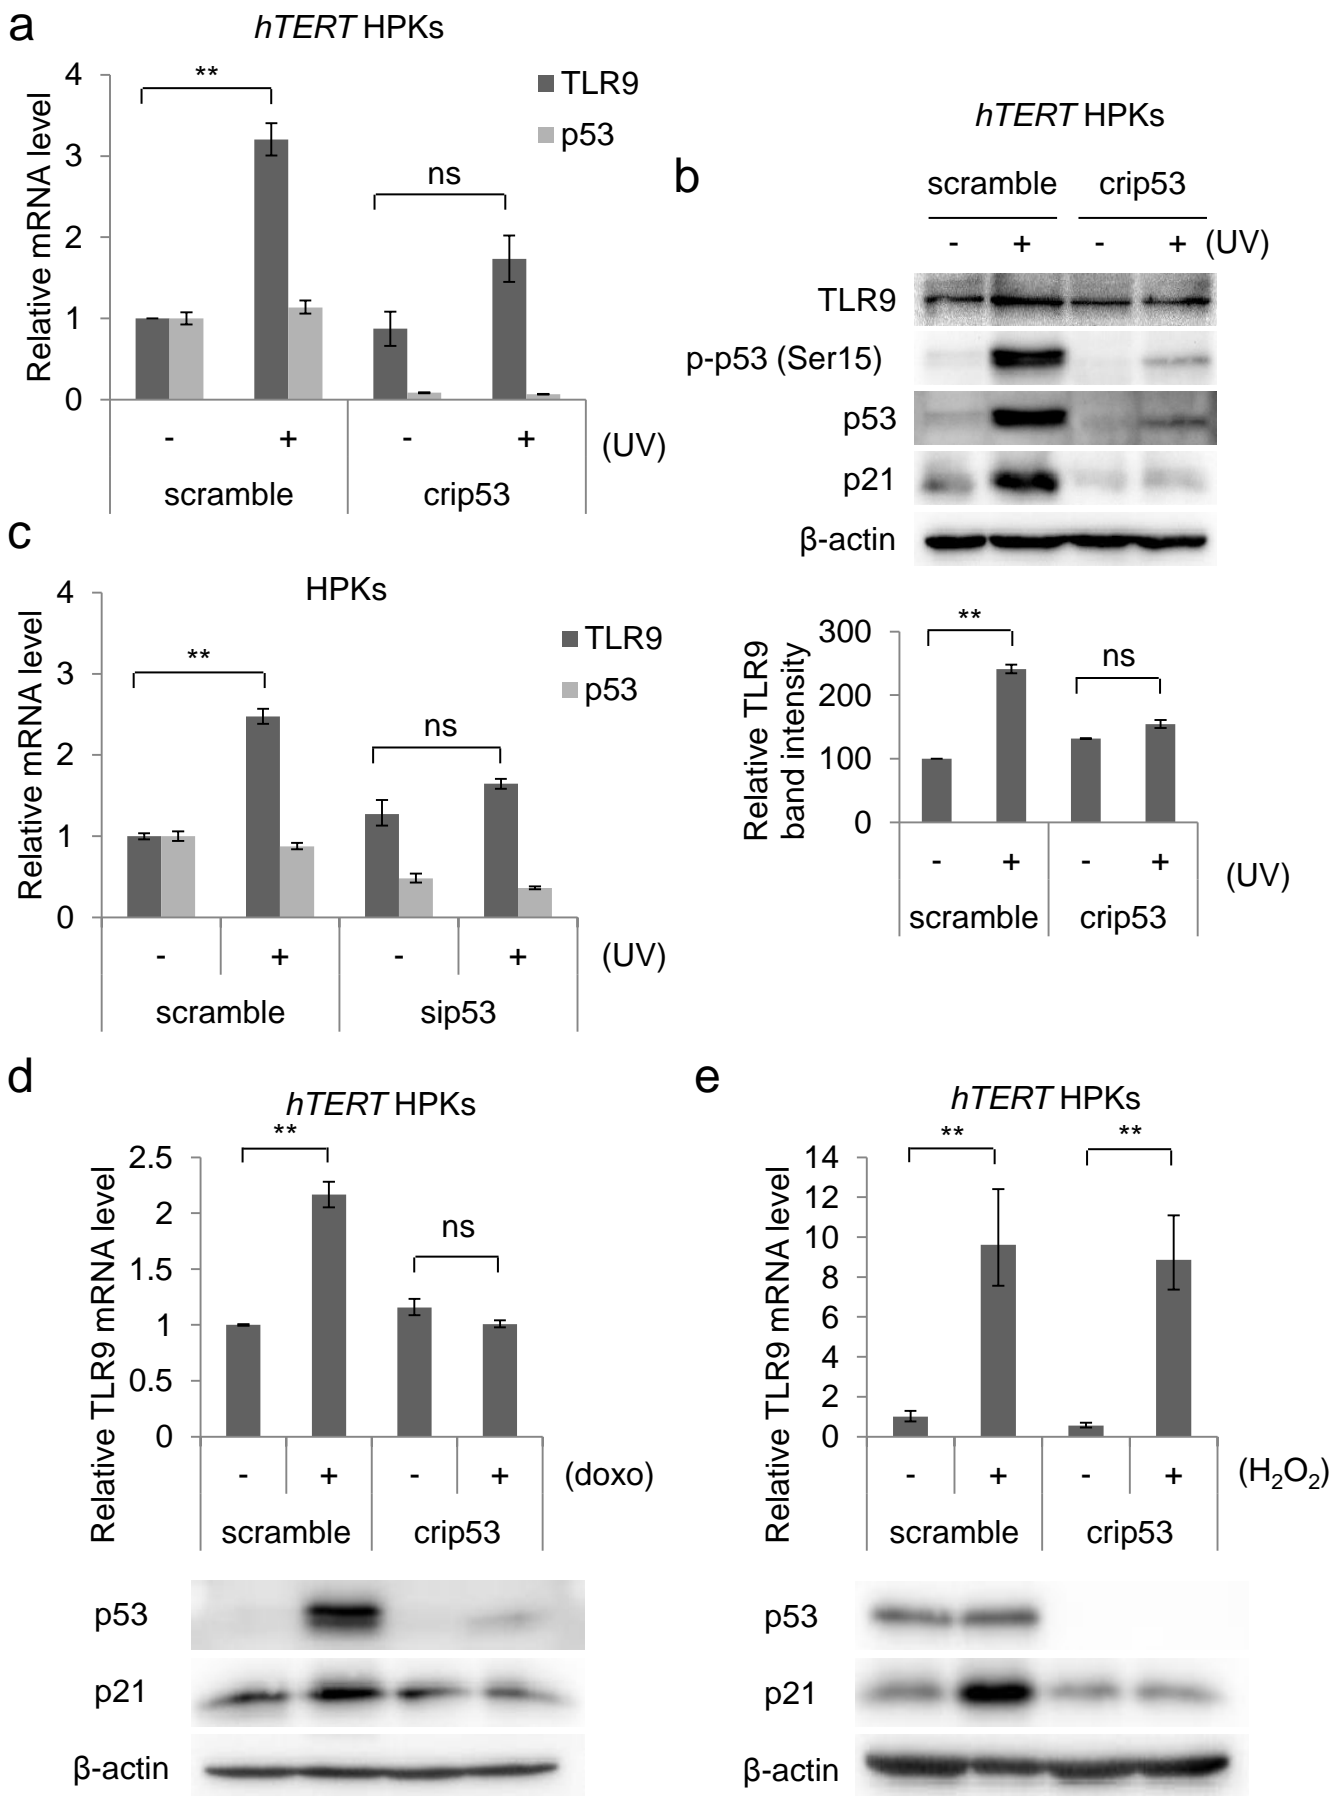 a
hTERT HPKs
Relative mRNA level
4
3
2
1
0
**
ns
TLR9
p53
- + - + (UV)
scramble crip53
b
hTERT HPKs
scramble crip53
- + - + (UV)
TLR9
p-p53 (Ser15)
p53
p21
β-actin
Relative TLR9
band intensity
300
200
100
0
**
ns
- + - +
(UV)
scramble crip53
c
HPKs
Relative mRNA level
4
3
2
1
0
**
ns
TLR9
p53
- + - + (UV)
scramble sip53
d
hTERT HPKs
Relative TLR9 mRNA level
2.5
2
1.5
1
0.5
0
**
ns
- + - + (doxo)
scramble crip53
p53
p21
β-actin
e
hTERT HPKs
Relative TLR9 mRNA level
14
12
10
8
6
4
2
0
**
**
- + - + (H₂O₂)
scramble crip53
p53
p21
β-actin